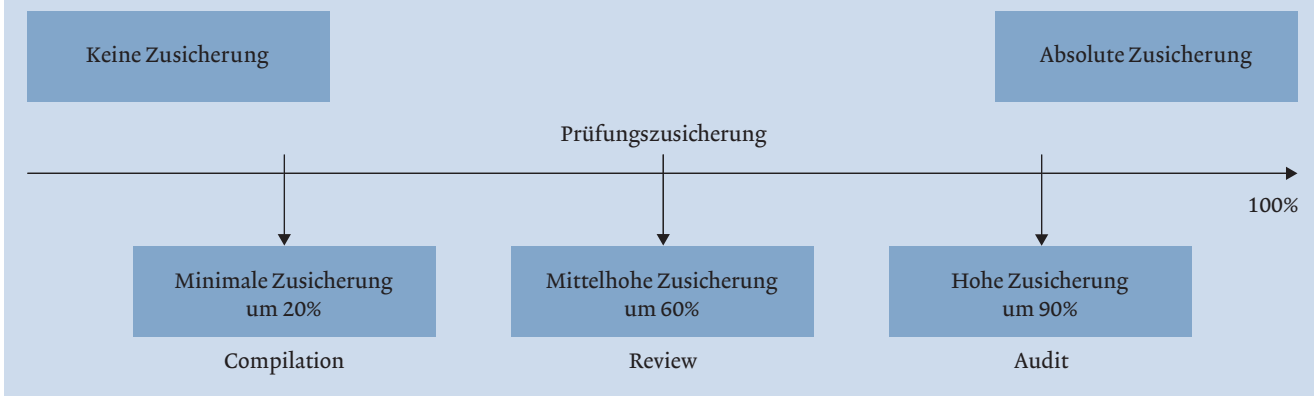 Keine Zusicherung
Absolute Zusicherung
Prüfungszusicherung
100%
Minimale Zusicherung
um 20%
Mittelhohe Zusicherung
um 60%
Hohe Zusicherung
um 90%
Compilation
Review
Audit